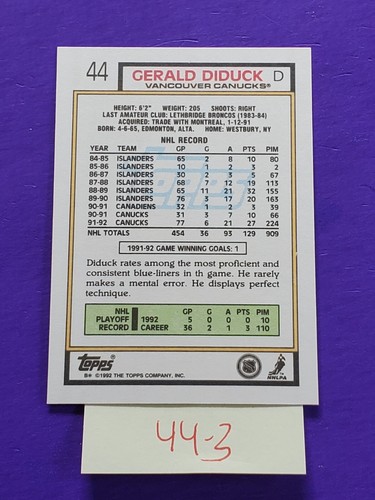 44 GERALD DIDUCK D
VANCOUVER CANUCKS®
HEIGHT: 6'2" WEIGHT: 205 SHOOTS: RIGHT
LAST AMATEUR CLUB: LETHBRIDGE BRONCOS (1983-84)
ACQUIRED: TRADE WITH MONTREAL, 1-12-91
BORN: 4-6-65, EDMONTON, ALTA. HOME: WESTBURY, NY
NHL RECORD
YEAR TEAM GP G A PTS PIM
84-85 ISLANDERS 65 2 8 10 80
85-86 ISLANDERS 10 1 2 3 2
86-87 ISLANDERS 30 2 3 5 67
87-88 ISLANDERS 68 7 12 19 113
88-89 ISLANDERS 65 11 21 32 155
89-90 ISLANDERS 76 3 17 20 163
90-91 CANADIENS 32 1 2 3 39
90-91 CANUCKS 31 3 7 10 66
91-92 CANUCKS 77 6 21 27 224
NHL TOTALS 454 36 93 129 909
1991-92 GAME WINNING GOALS: 1
Diduck rates among the most proficient and
consistent blue-liners in th game. He rarely
makes a mental error. He displays perfect
technique.
NHL GP G A PTS PIM
PLAYOFF 1992 5 0 0 0 10
RECORD CAREER 36 2 1 3 110
Topps
B* ©1992 THE TOPPS COMPANY, INC.
NHL
NHLPA
44-3